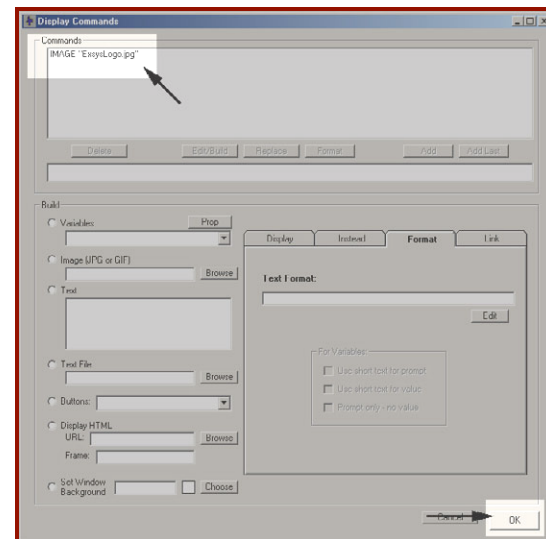 Display Commands
Commands
IMAGE "ExsysLogo.jpg"
Delete Edit/Build Replace Format Add Add Last
Build
Variables Prop
Display Instead Format Link
Image (JPG or GIF)
Browse
Text Format:
Text
Edit
For Variables:
Use short text for prompt
Text File
Use short text for value
Browse
Buttons:
Prompt only - no value
Display HTML
URL: Browse
Frame:
Set Window
Background Choose
Cancel OK